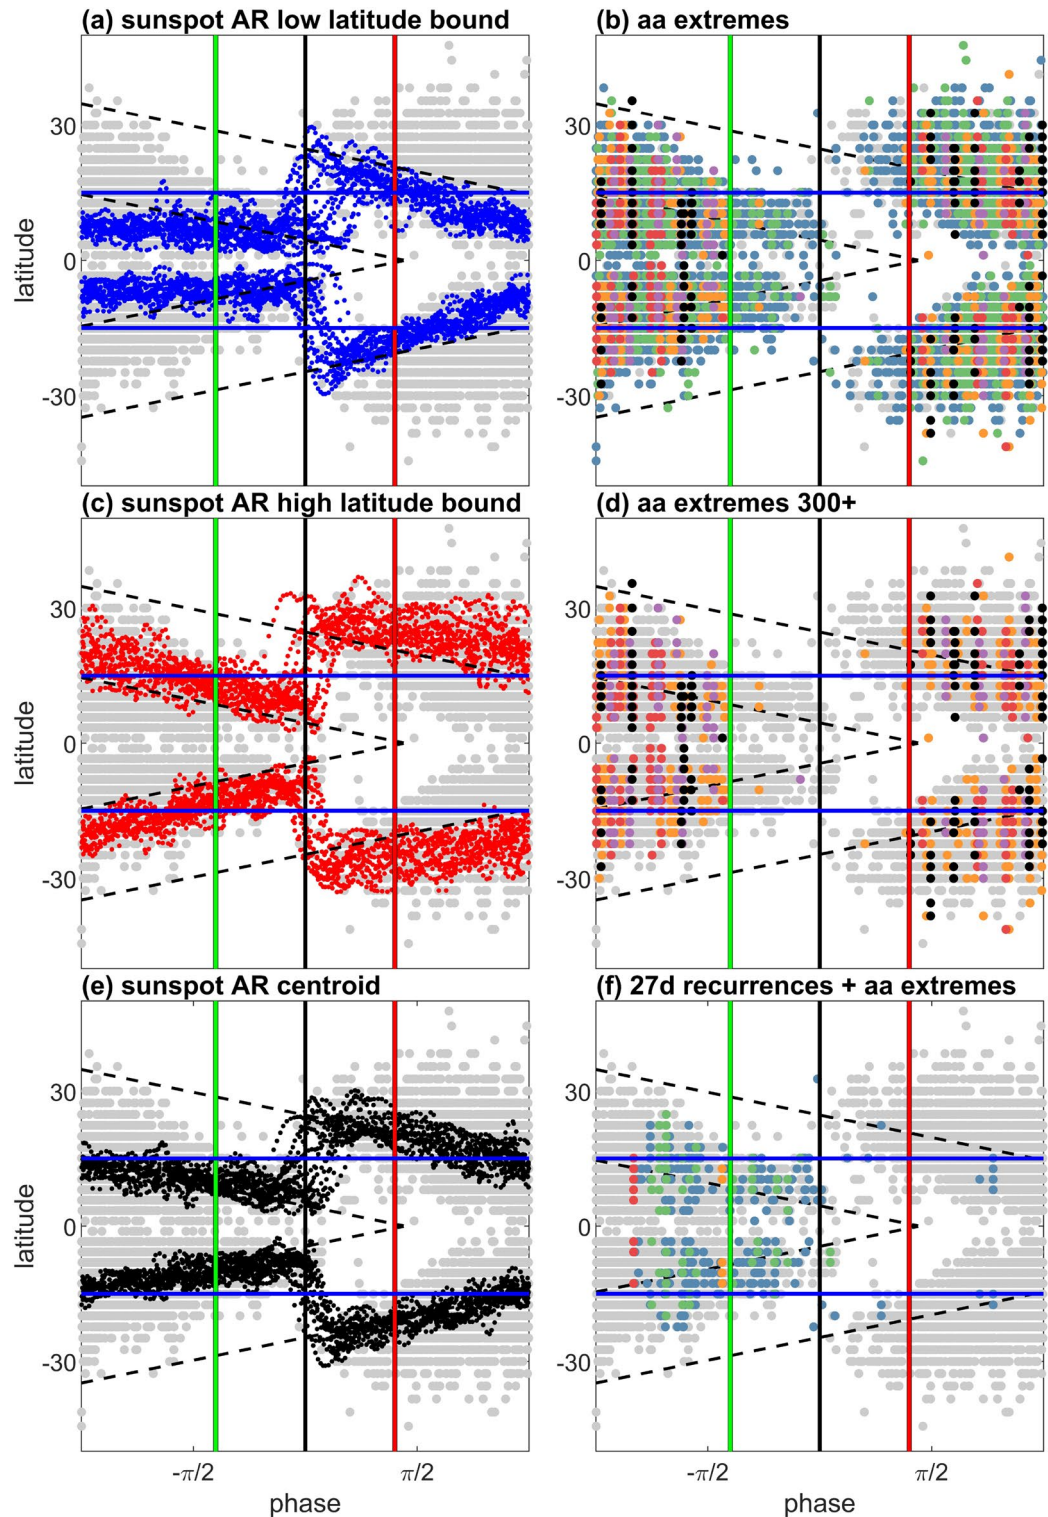 (a) sunspot AR low latitude bound
(b) aa extremes
30
0
-30
latitude
(c) sunspot AR high latitude bound
(d) aa extremes 300+
30
0
-30
latitude
30
0
-30
(e) sunspot AR centroid
(f) 27d recurrences + aa extremes
30
0
-30
latitude
30
0
-30
-π/2
π/2
phase
-π/2
π/2
phase
30
0
-30